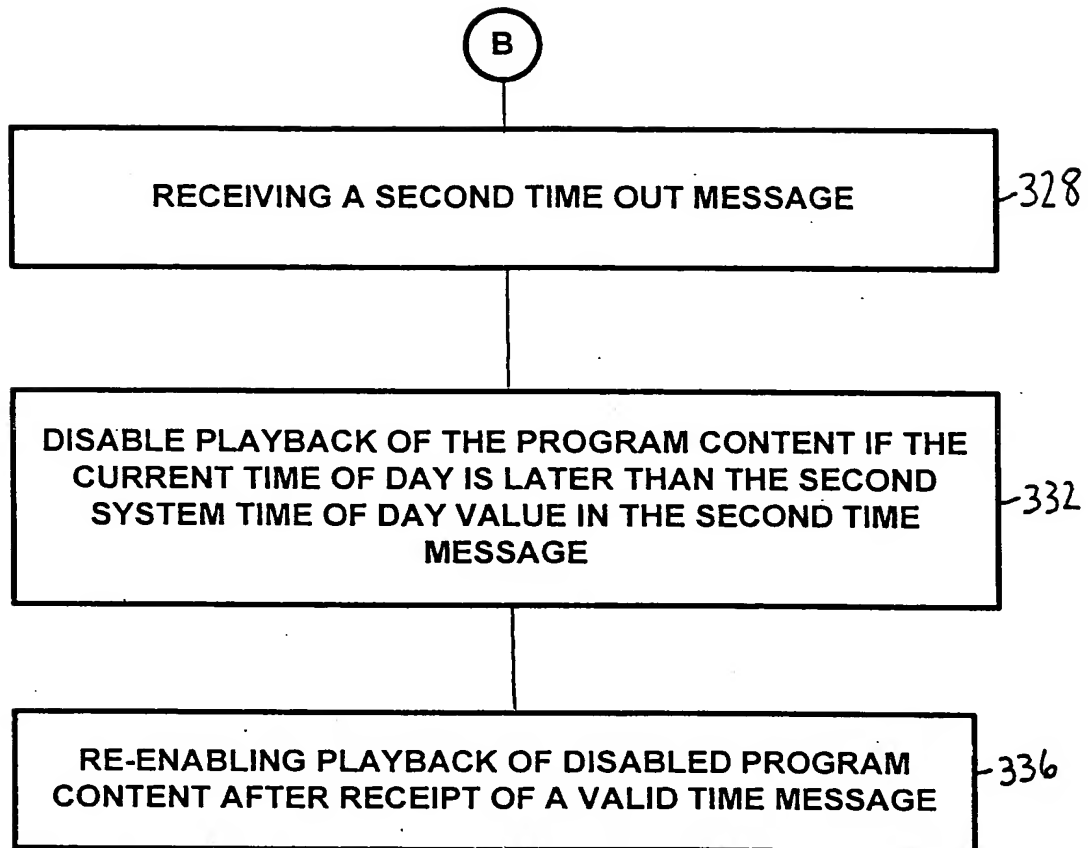 B
RECEIVING A SECOND TIME OUT MESSAGE
328
DISABLE PLAYBACK OF THE PROGRAM CONTENT IF THE
CURRENT TIME OF DAY IS LATER THAN THE SECOND
SYSTEM TIME OF DAY VALUE IN THE SECOND TIME
MESSAGE
332
RE-ENABLING PLAYBACK OF DISABLED PROGRAM
CONTENT AFTER RECEIPT OF A VALID TIME MESSAGE
336